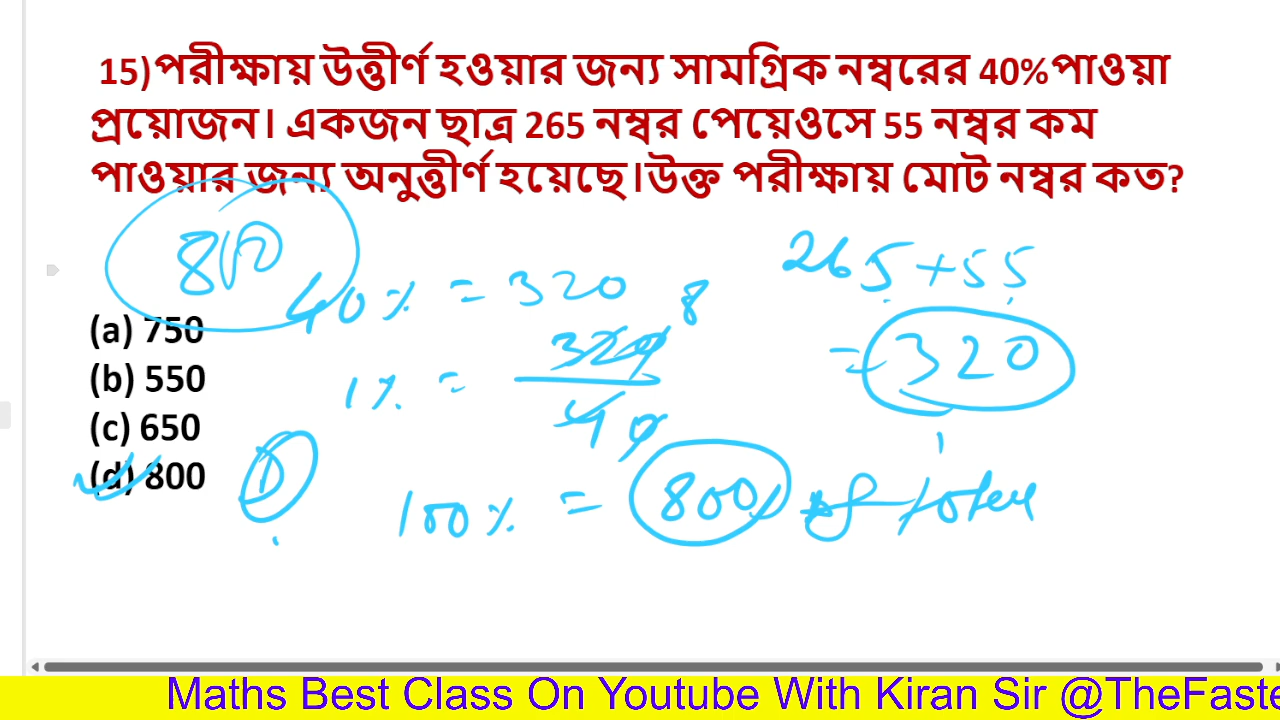 15)পরীক্ষায় উত্তীর্ণ হওয়ার জন্য সামগ্রিক নম্বরের 40%পাওয়া
প্রয়োজন। একজন ছাত্র 265 নম্বর পেয়েওসে 55 নম্বর কম
পাওয়ার জন্য অনুত্তীর্ণ হয়েছে।উক্ত পরীক্ষায় মোট নম্বর কত?
265 + 55
40% = 320
8
= 320
(a) 750
1% = 320/40
(b) 550
(c) 650
(d) 800
D
100% = 800
Maths Best Class On Youtube With Kiran Sir @TheFaste